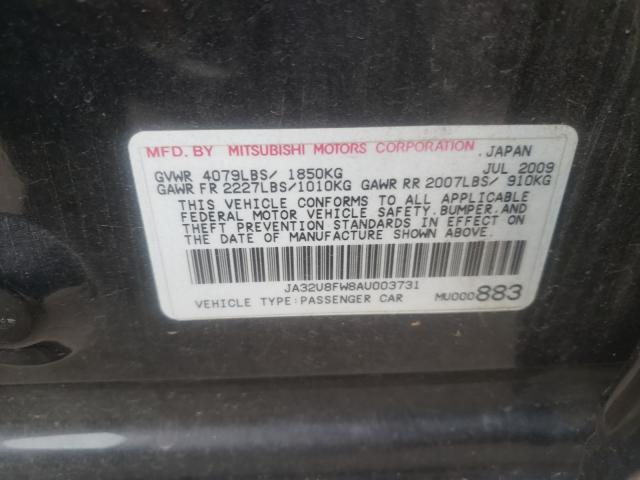 MFD. BY MITSUBISHI MOTORS CORPORATION. JAPAN
GVWR 4079LBS/ 1850KG JUL 2009
GAWR FR 2227LBS/1010KG GAWR RR 2007LBS/ 910KG
THIS VEHICLE CONFORMS TO ALL APPLICABLE
FEDERAL MOTOR VEHICLE SAFETY,BUMPER,AND
THEFT PREVENTION STANDARDS IN EFFECT ON
THE DATE OF MANUFACTURE SHOWN ABOVE.
JA32U8FW8AU003731
VEHICLE TYPE:PASSENGER CAR MU000883